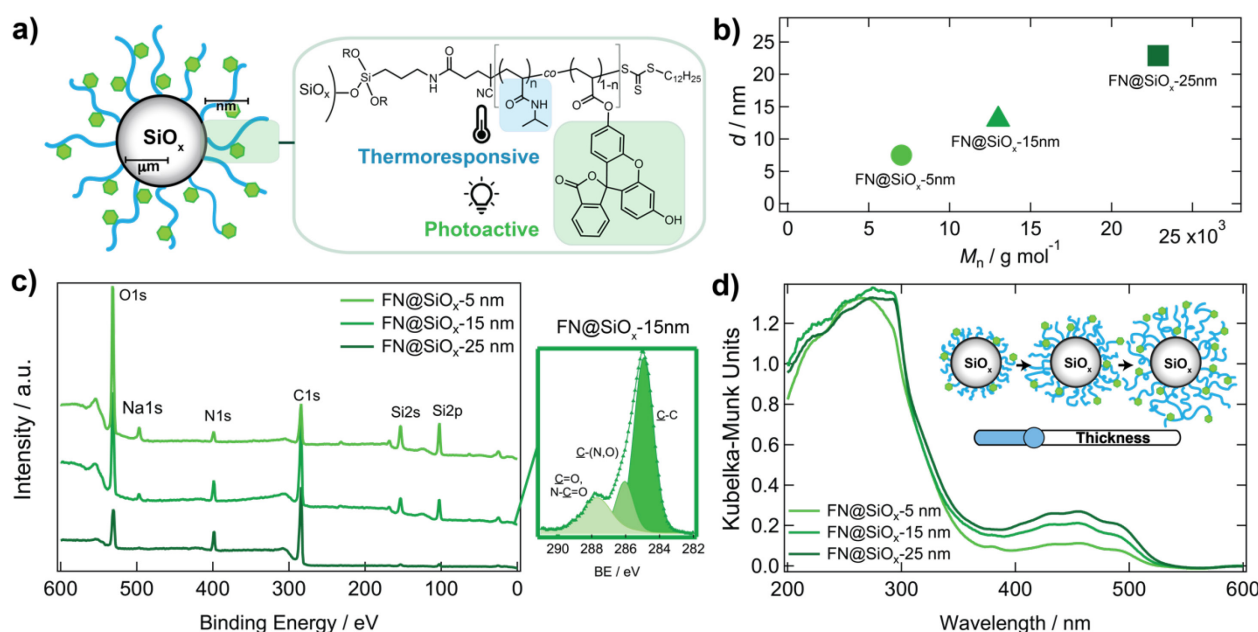 a)
nm
SiOx
μm
SiOx
RO
Si
OR
N
H
O
NC
n
co
1-n
S
S
S
C12H25
O
NH
O
O
Thermoresponsive
Photoactive
O
O
O
OH
b)
d / nm
30
25
20
15
10
5
0
FN@SiOx-25nm
FN@SiOx-15nm
FN@SiOx-5nm
0
5
10
15
20
25 x10³
Mn / g mol⁻¹
c)
Intensity / a.u.
O1s
Na1s
N1s
C1s
Si2s
Si2p
FN@SiOx-5 nm
FN@SiOx-15 nm
FN@SiOx-25 nm
600
500
400
300
200
100
0
Binding Energy / eV
FN@SiOx-15nm
C-C
C-(N,O)
C=O,
N-C=O
290
288
286
284
282
BE / eV
d)
Kubelka-Munk Units
1.2
1.0
0.8
0.6
0.4
0.2
0.0
SiOx
SiOx
SiOx
Thickness
FN@SiOx-5 nm
FN@SiOx-15 nm
FN@SiOx-25 nm
200
300
400
500
600
Wavelength / nm